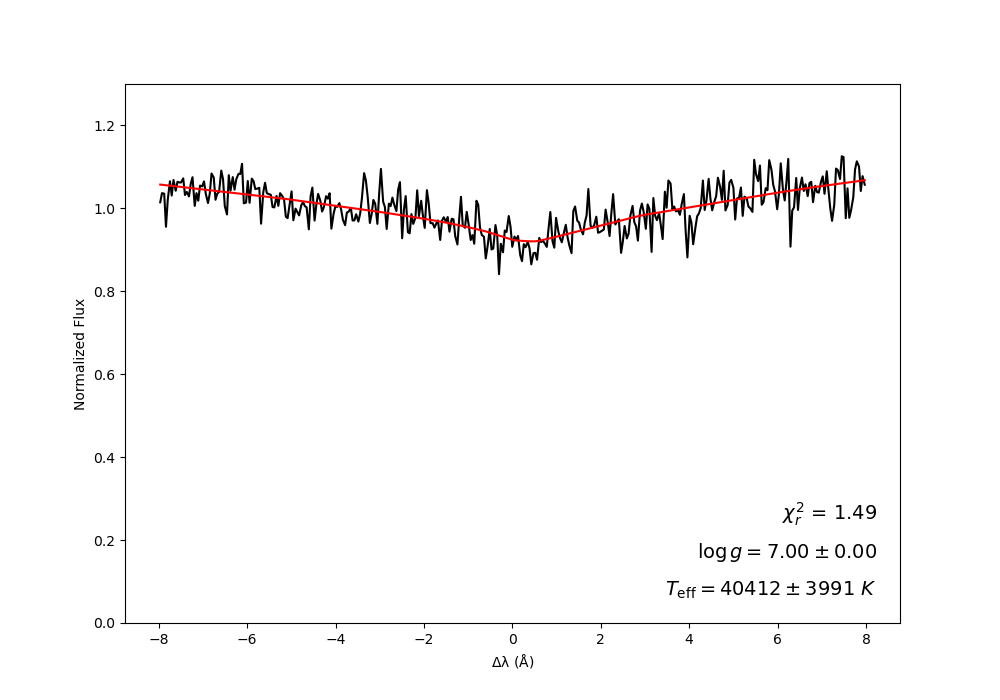 Normalized Flux
1.2
1.0
0.8
0.6
0.4
0.2
0.0
χ²ᵣ = 1.49
log g = 7.00 ± 0.00
T_eff = 40412 ± 3991 K
−8 −6 −4 −2 0 2 4 6 8
Δλ (Å)